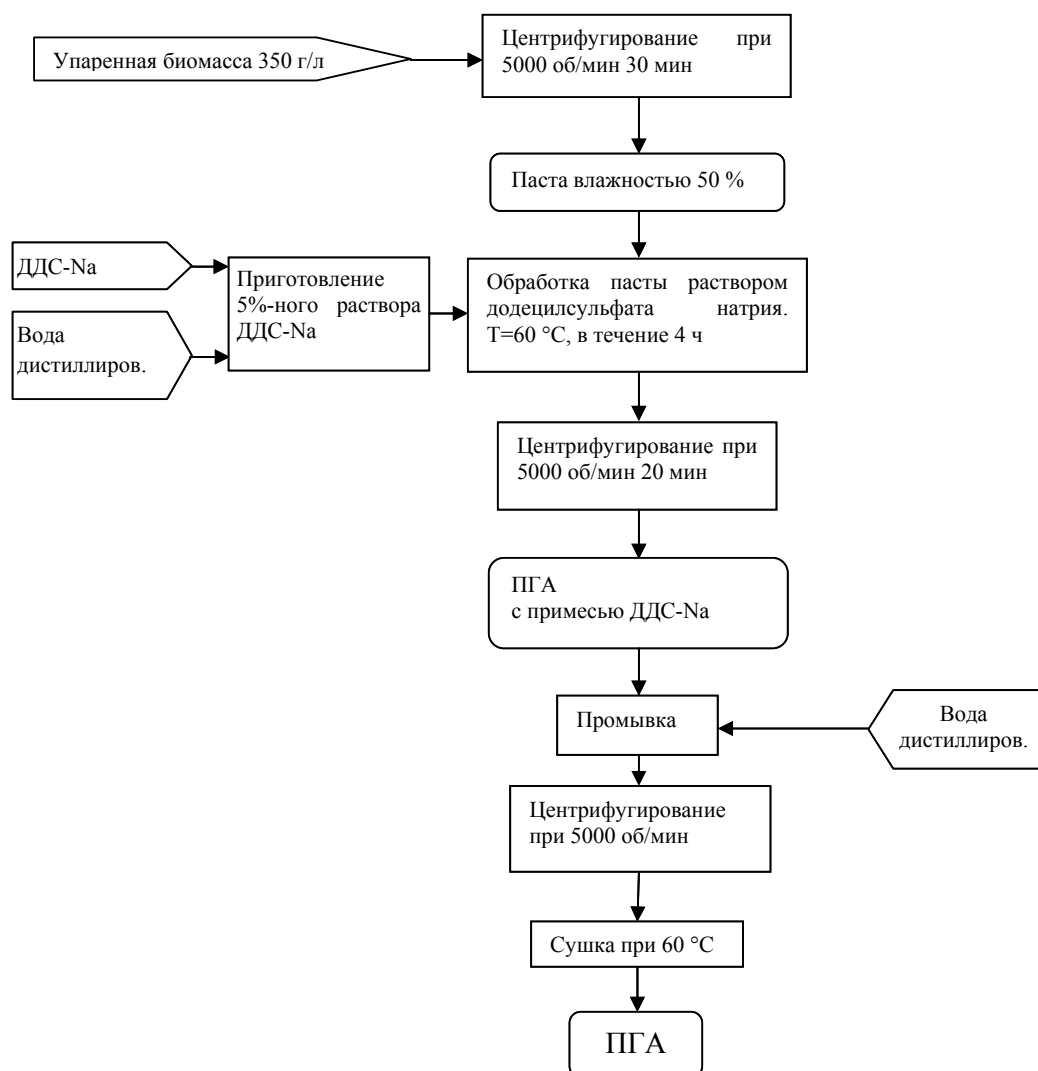 Упаренная биомасса 350 г/л
Центрифугирование при
5000 об/мин 30 мин
Паста влажностью 50 %
ДДС-Na
Вода
дистиллиров.
Приготовление
5%-ного раствора
ДДС-Na
Обработка пасты раствором
додецилсульфата натрия.
Т=60 °С, в течение 4 ч
Центрифугирование при
5000 об/мин 20 мин
ПГА
с примесью ДДС-Na
Промывка
Вода
дистиллиров.
Центрифугирование
при 5000 об/мин
Сушка при 60 °С
ПГА